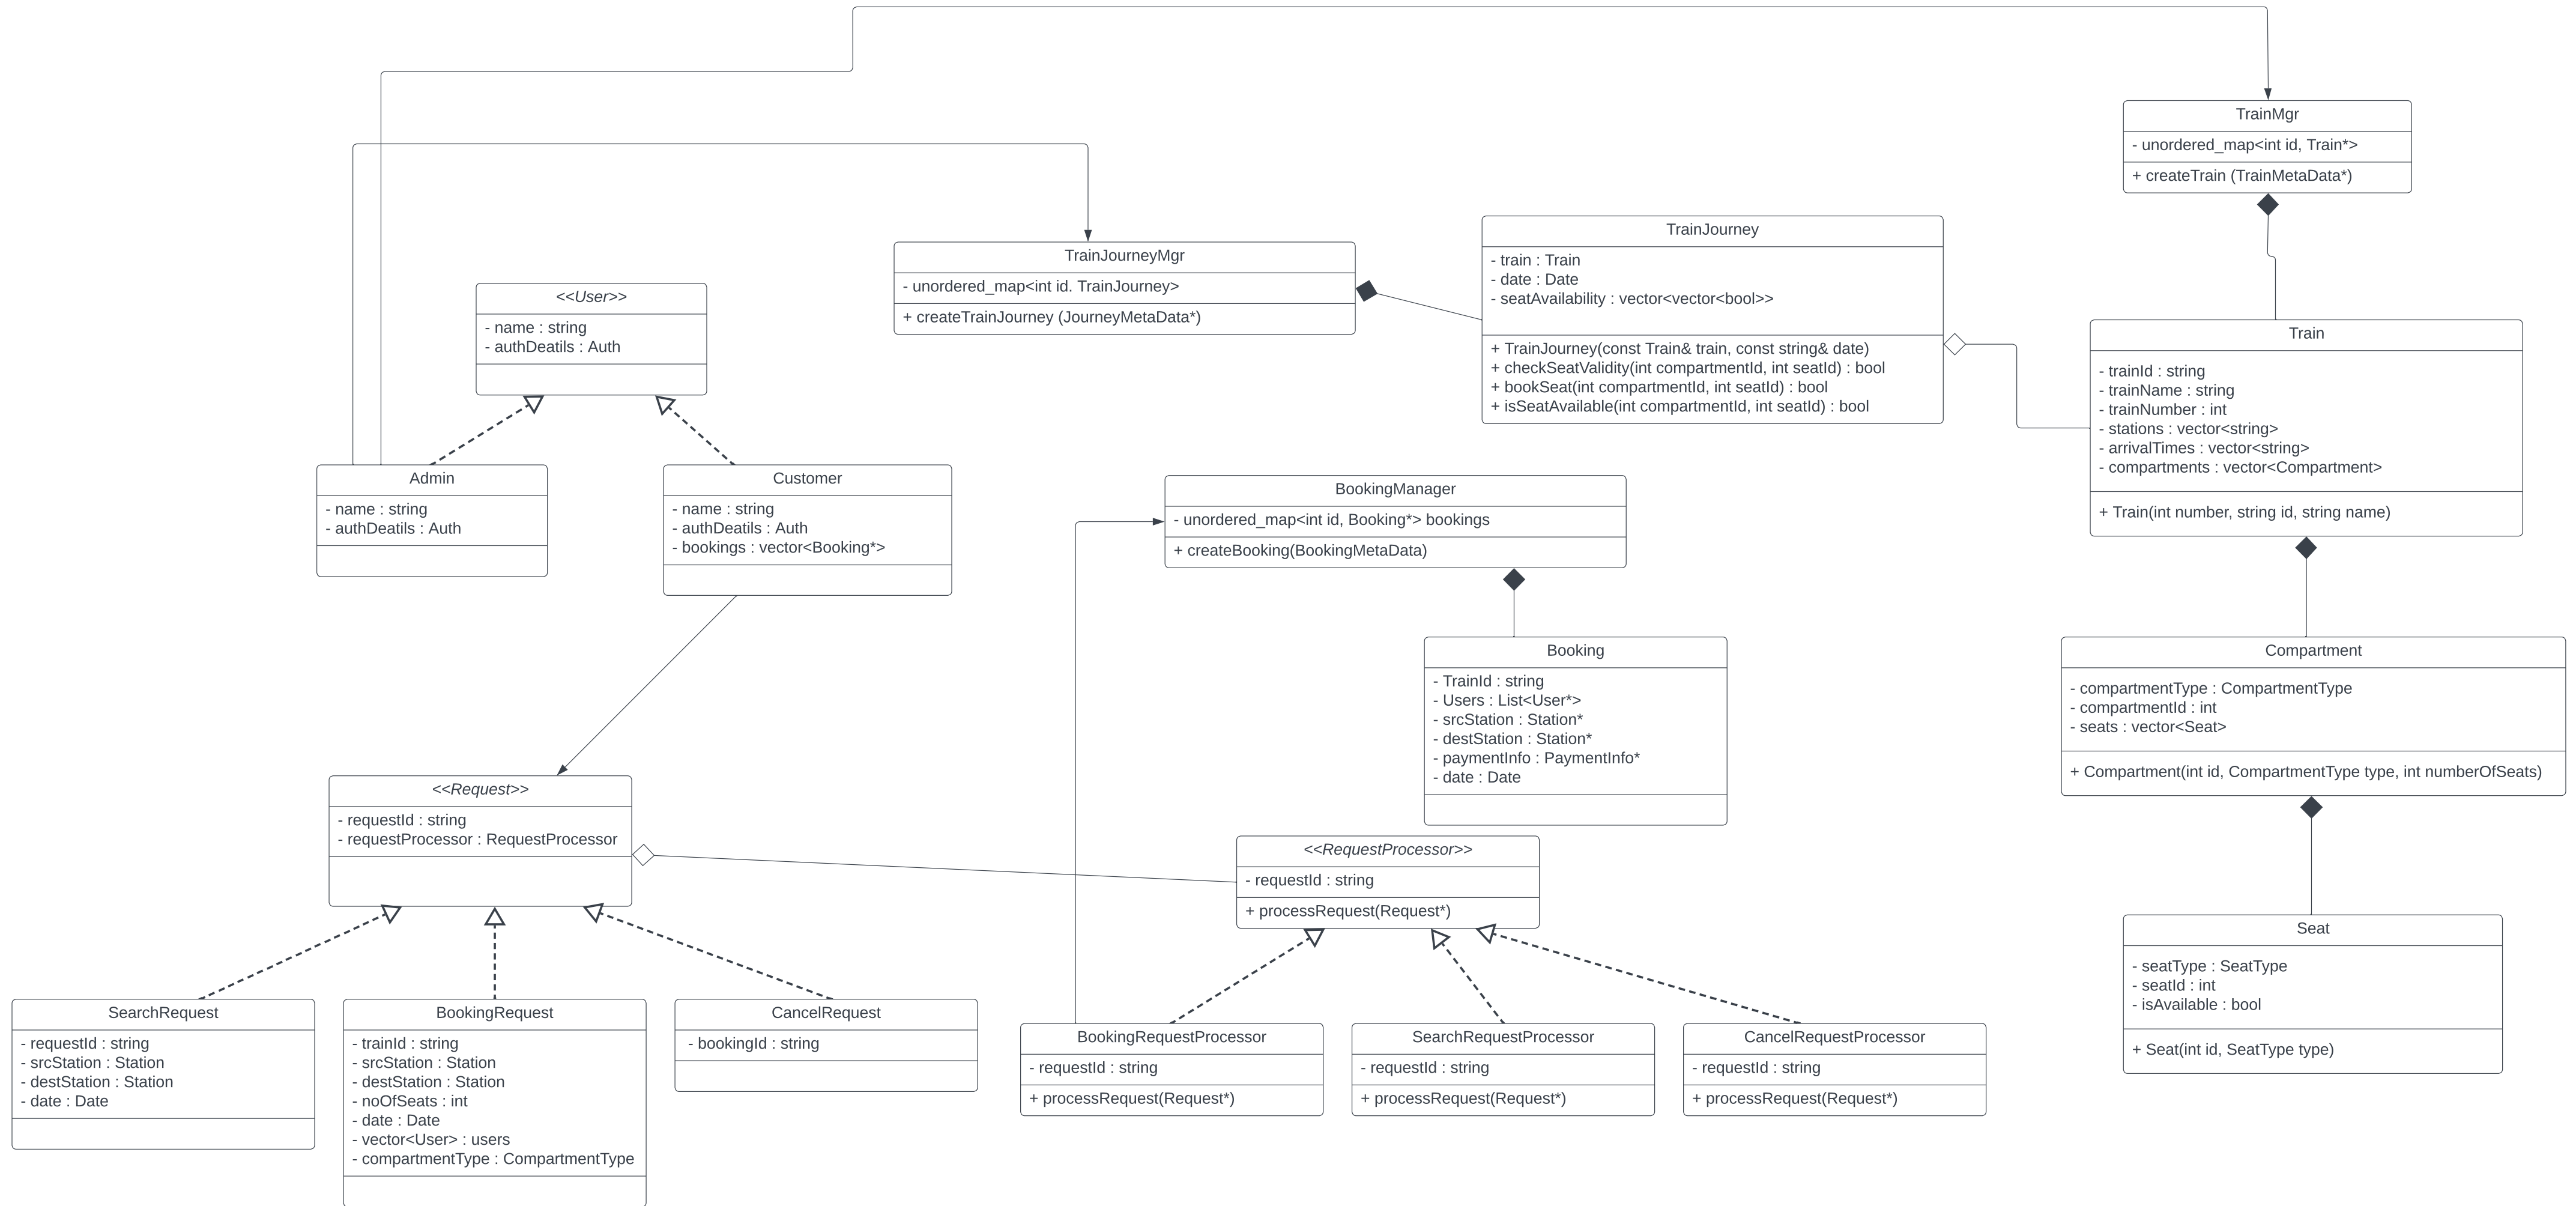 TrainMgr
- unordered_map<int id, Train*>
+ createTrain (TrainMetaData*)
TrainJourney
- train : Train
- date : Date
- seatAvailability : vector<vector<bool>>
+ TrainJourney(const Train& train, const string& date)
+ checkSeatValidity(int compartmentId, int seatId) : bool
+ bookSeat(int compartmentId, int seatId) : bool
+ isSeatAvailable(int compartmentId, int seatId) : bool
TrainJourneyMgr
- unordered_map<int id. TrainJourney>
+ createTrainJourney (JourneyMetaData*)
<<User>>
- name : string
- authDeatils : Auth
Train
- trainId : string
- trainName : string
- trainNumber : int
- stations : vector<string>
- arrivalTimes : vector<string>
- compartments : vector<Compartment>
+ Train(int number, string id, string name)
Admin
- name : string
- authDeatils : Auth
Customer
- name : string
- authDeatils : Auth
- bookings : vector<Booking*>
BookingManager
- unordered_map<int id, Booking*> bookings
+ createBooking(BookingMetaData)
Booking
- TrainId : string
- Users : List<User*>
- srcStation : Station*
- destStation : Station*
- paymentInfo : PaymentInfo*
- date : Date
Compartment
- compartmentType : CompartmentType
- compartmentId : int
- seats : vector<Seat>
+ Compartment(int id, CompartmentType type, int numberOfSeats)
<<Request>>
- requestId : string
- requestProcessor : RequestProcessor
<<RequestProcessor>>
- requestId : string
+ processRequest(Request*)
Seat
- seatType : SeatType
- seatId : int
- isAvailable : bool
+ Seat(int id, SeatType type)
SearchRequest
- requestId : string
- srcStation : Station
- destStation : Station
- date : Date
BookingRequest
- trainId : string
- srcStation : Station
- destStation : Station
- noOfSeats : int
- date : Date
- vector<User> : users
- compartmentType : CompartmentType
CancelRequest
- bookingId : string
BookingRequestProcessor
- requestId : string
+ processRequest(Request*)
SearchRequestProcessor
- requestId : string
+ processRequest(Request*)
CancelRequestProcessor
- requestId : string
+ processRequest(Request*)